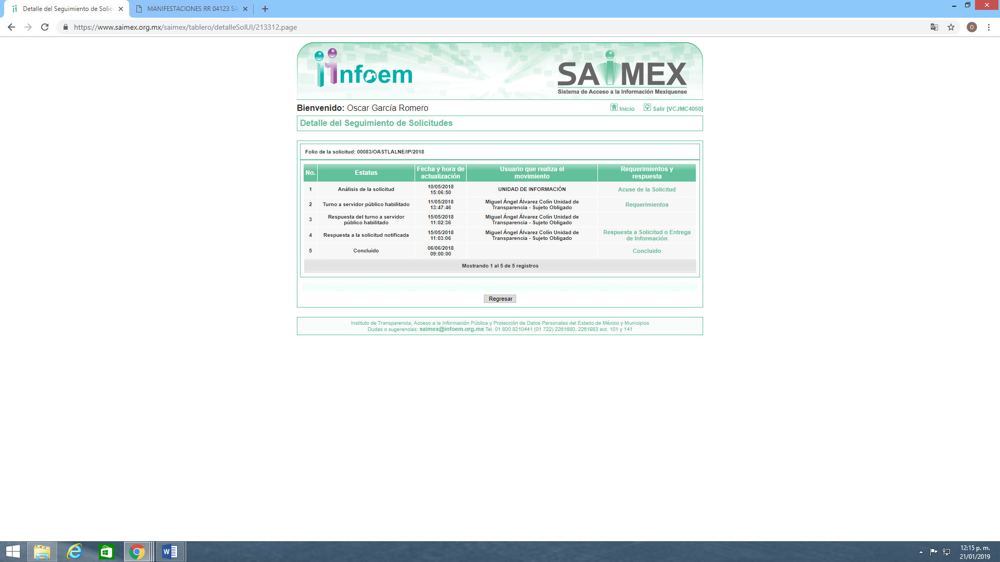 Detalle del Seguimiento de Solici
MANIFESTACIONES RR 04123 SA
https://www.saimex.org.mx/saimex/tablero/detalleSolUI/213312.page
O
infoem
SAIMEX
Sistema de Acceso a la Información Mexiquense
Bienvenido: Oscar García Romero
Inicio
Salir [VCJMC4050]
Detalle del Seguimiento de Solicitudes
Folio de la solicitud: 00083/OASTLALNE/IP/2018
No. Estatus Fecha y hora de actualización Usuario que realiza el movimiento Requerimientos y respuesta
1 Análisis de la solicitud 10/05/2018 15:06:50 UNIDAD DE INFORMACIÓN Acuse de la Solicitud
2 Turno a servidor público habilitado 11/05/2018 13:47:46 Miguel Ángel Álvarez Colín Unidad de Transparencia - Sujeto Obligado Requerimientos
3 Respuesta del turno a servidor público habilitado 15/05/2018 11:02:36 Miguel Ángel Álvarez Colín Unidad de Transparencia - Sujeto Obligado
4 Respuesta a la solicitud notificada 15/05/2018 11:03:06 Miguel Ángel Álvarez Colín Unidad de Transparencia - Sujeto Obligado Respuesta a Solicitud o Entrega de Información
5 Concluido 06/06/2018 09:00:00 Concluido
Mostrando 1 al 5 de 5 registros
Regresar
Instituto de Transparencia, Acceso a la Información Pública y Protección de Datos Personales del Estado de México y Municipios
Dudas o sugerencias: saimex@infoem.org.mx Tel. 01 800 8210441 (01 722) 2261680, 2261983 ext. 101 y 141
12:15 p. m.
21/01/2019